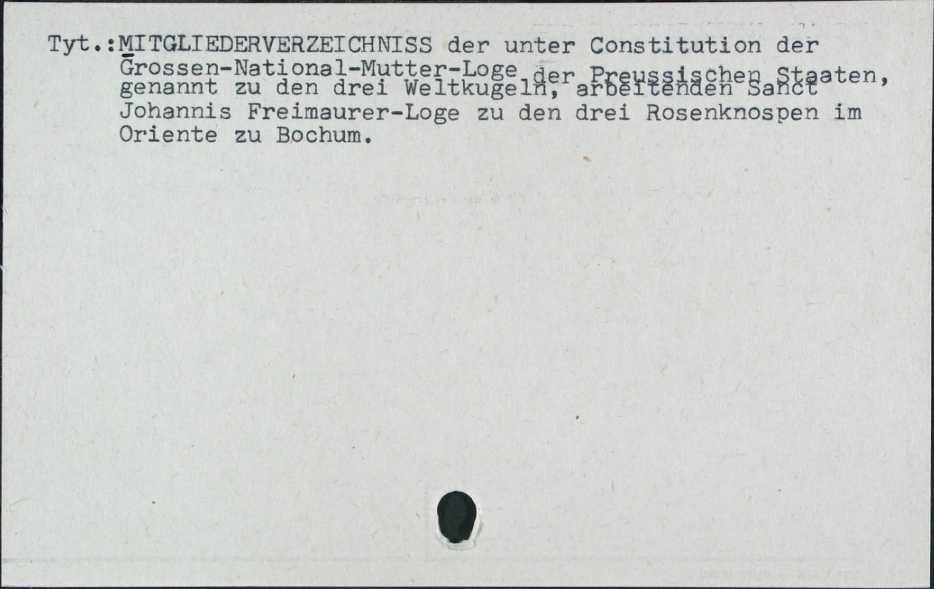 Tyt.:MITGLIEDERVERZEICHNISS der unter Constitution der
Grossen-National-Mutter-Loge der Preussischen Staaten,
genannt zu den drei Weltkugeln, arbeitenden Sanct
Johannis Freimaurer-Loge zu den drei Rosenknospen im
Oriente zu Bochum.